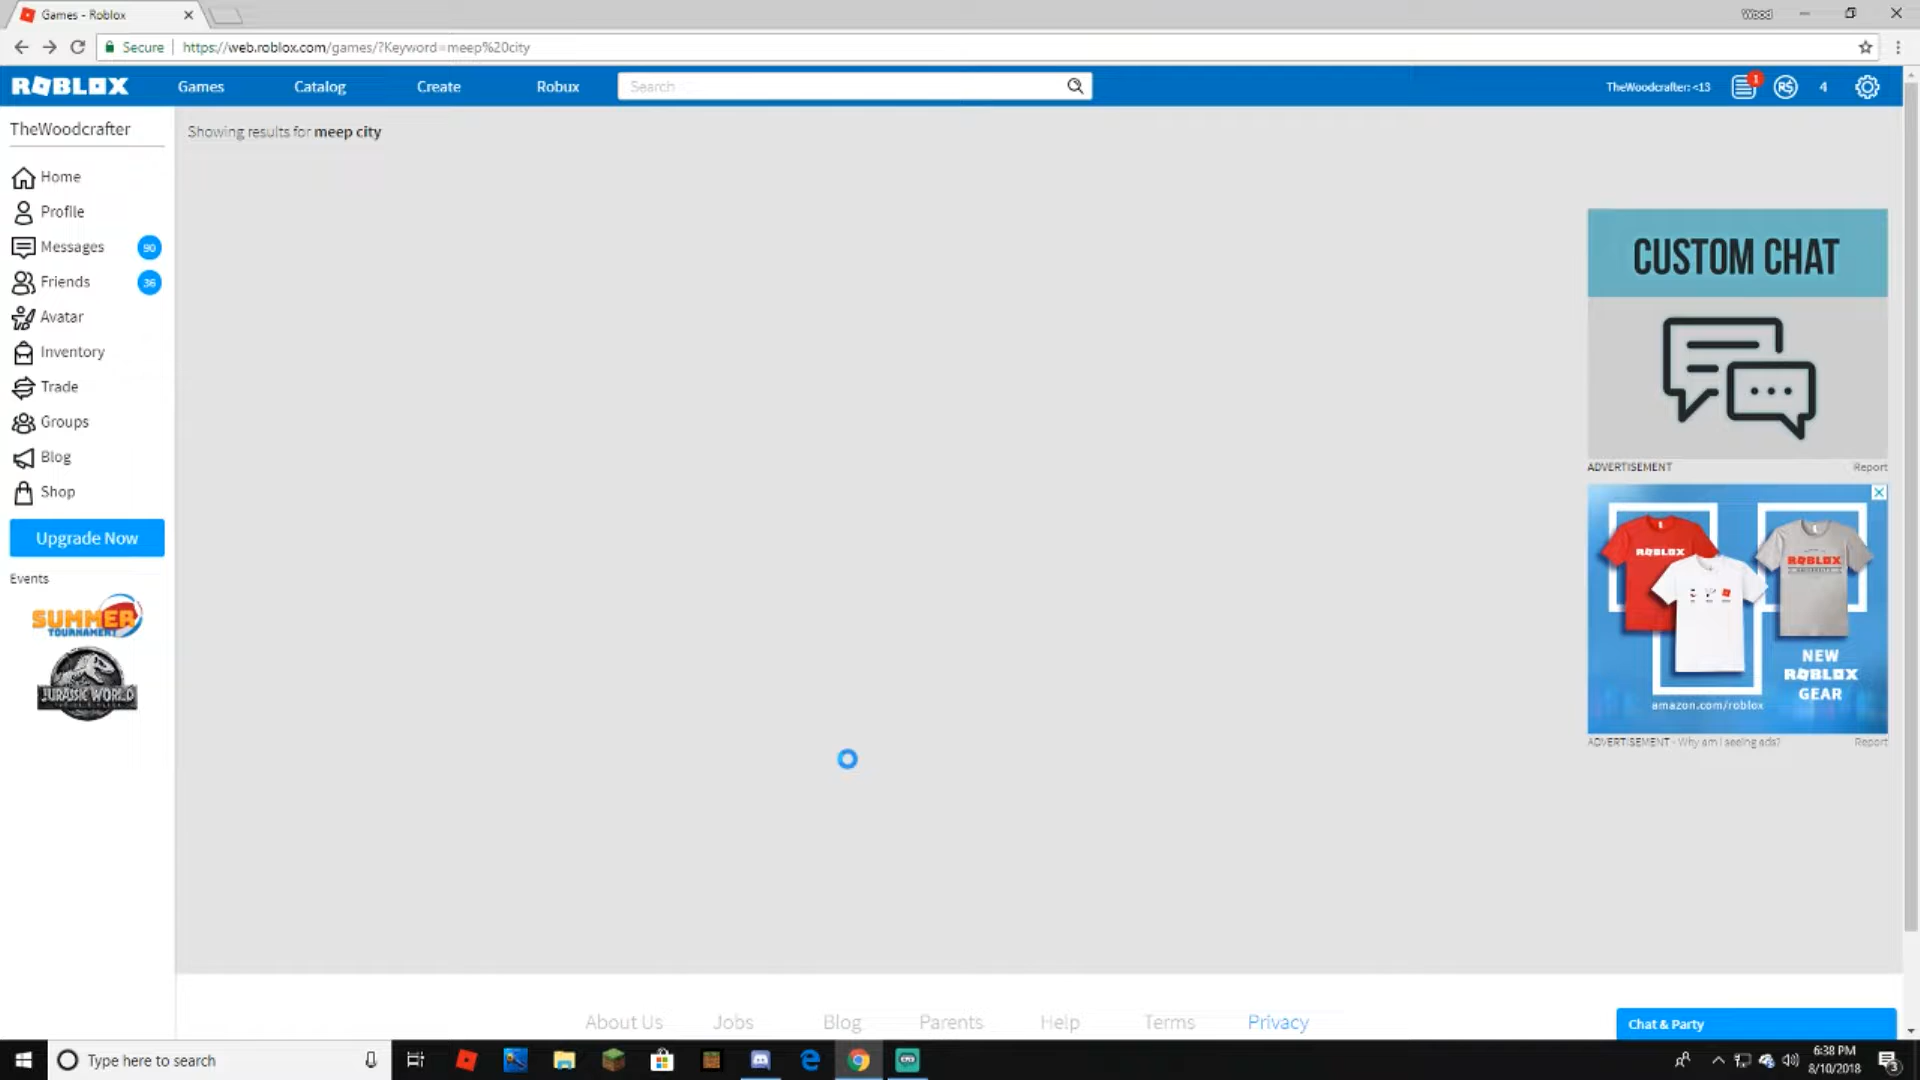 Games - Roblox
Wood
Secure
https://web.roblox.com/games/?Keyword=meep%20city
ROBLOX
Games
Catalog
Create
Robux
Search
TheWoodcrafter: <13
1
R$
4
TheWoodcrafter
Showing results for meep city
Home
Profile
Messages
90
Friends
36
Avatar
Inventory
Trade
Groups
Blog
Shop
Upgrade Now
Events
SUMMER
TOURNAMENT
JURASSIC WORLD
CUSTOM CHAT
ADVERTISEMENT
Report
ROBLOX
ROBLOX
NEW
ROBLOX
GEAR
amazon.com/roblox
ADVERTISEMENT - Why am I seeing ads?
Report
About Us
Jobs
Blog
Parents
Help
Terms
Privacy
Chat & Party
Type here to search
6:38 PM
8/10/2018
3